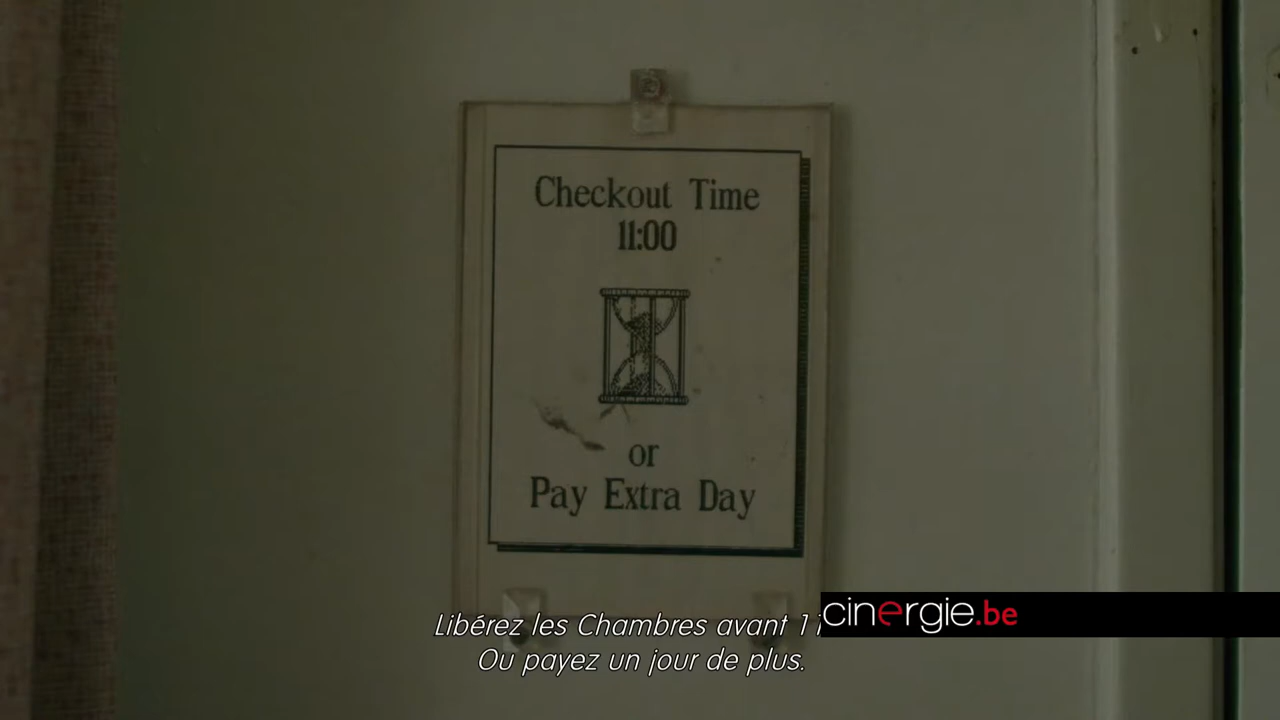 Checkout Time
11:00
or
Pay Extra Day
Libérez les Chambres avant
cinergie.be
Ou payez un jour de plus.